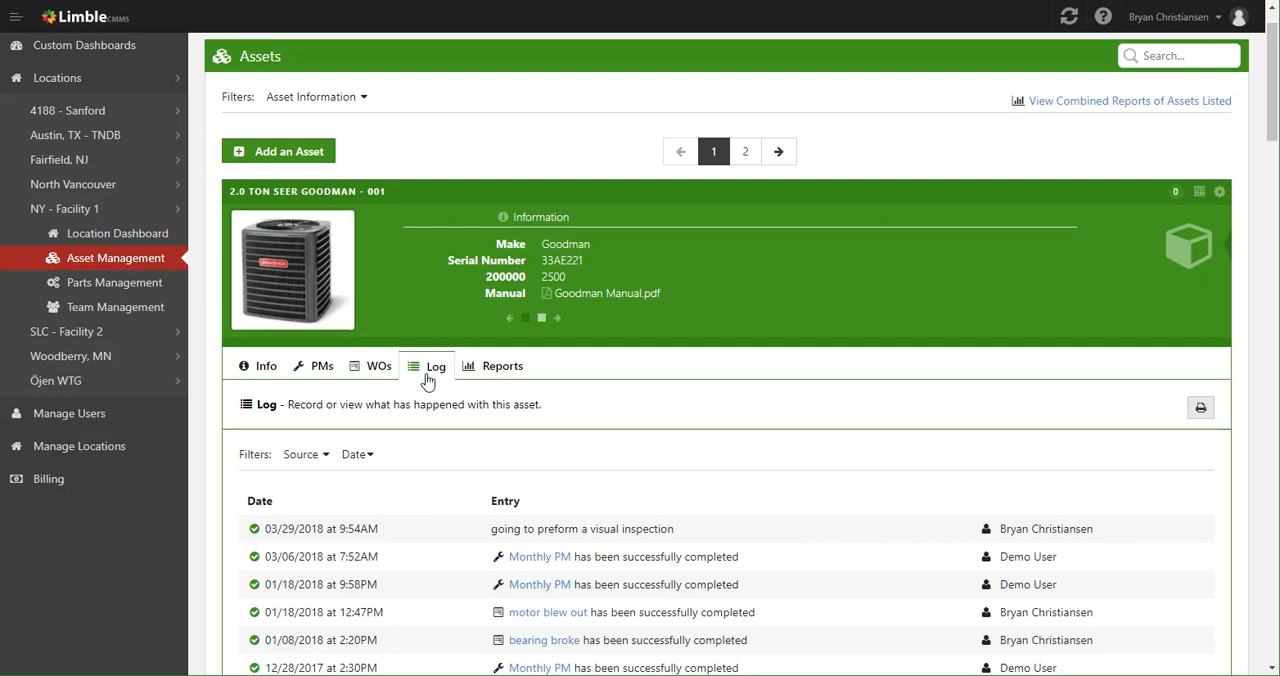 LimbleCMMS
Bryan Christiansen
Custom Dashboards
Locations
4188 - Sanford
Austin, TX - TNDB
Fairfield, NJ
North Vancouver
NY - Facility 1
Location Dashboard
Asset Management
Parts Management
Team Management
SLC - Facility 2
Woodberry, MN
Öjen WTG
Manage Users
Manage Locations
Billing
Assets
Search...
Filters: Asset Information
View Combined Reports of Assets Listed
Add an Asset
1 2
2.0 TON SEER GOODMAN - 001
0
Information
Make Goodman
Serial Number 33AE221
200000 2500
Manual Goodman Manual.pdf
Info PMs WOs Log Reports
Log - Record or view what has happened with this asset.
Filters: Source Date
Date Entry
03/29/2018 at 9:54AM going to preform a visual inspection Bryan Christiansen
03/06/2018 at 7:52AM Monthly PM has been successfully completed Demo User
01/18/2018 at 9:58PM Monthly PM has been successfully completed Demo User
01/18/2018 at 12:47PM motor blew out has been successfully completed Bryan Christiansen
01/08/2018 at 2:20PM bearing broke has been successfully completed Bryan Christiansen
12/28/2017 at 2:30PM Monthly PM has been successfully completed Demo User